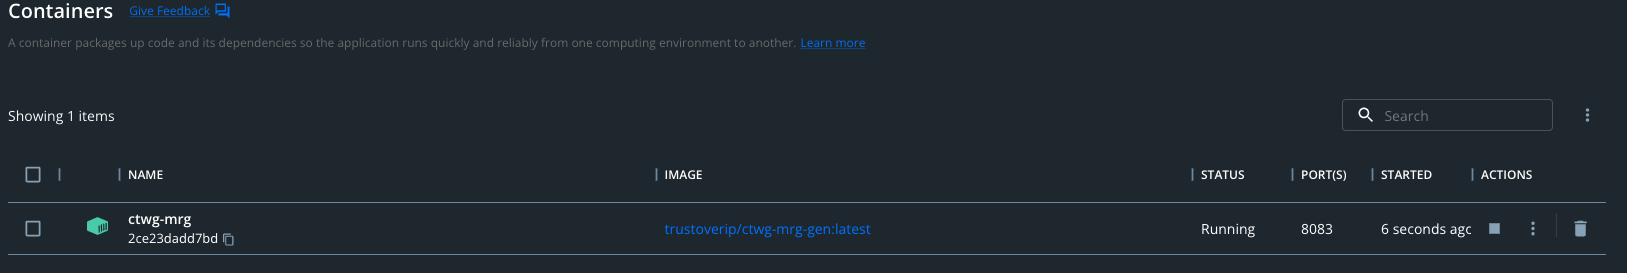 Containers Give Feedback
A container packages up code and its dependencies so the application runs quickly and reliably from one computing environment to another. Learn more
Showing 1 items
Search
NAME IMAGE STATUS PORT(S) STARTED ACTIONS
ctwg-mrg trustoverip/ctwg-mrg-gen:latest Running 8083 6 seconds agc
2ce23dadd7bd